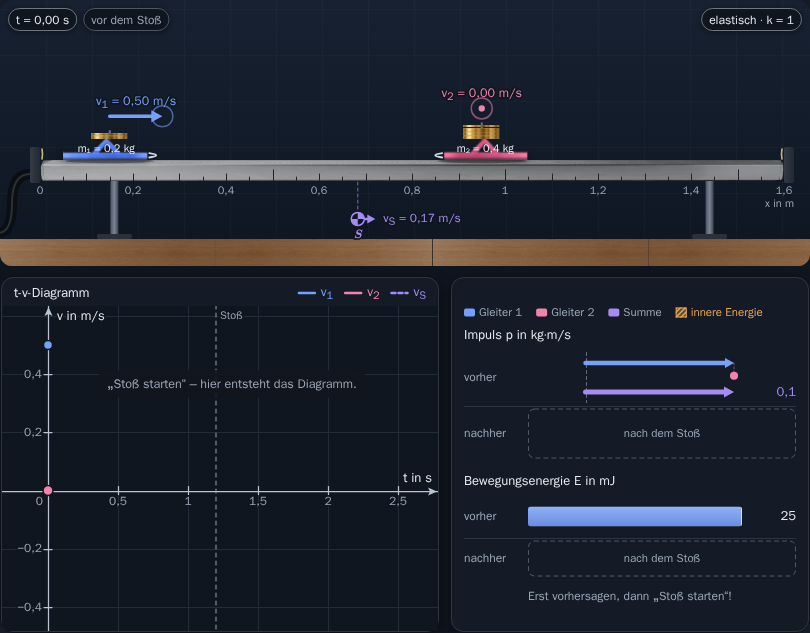 t = 0,00 s
vor dem Stoß
elastisch · k = 1
v₁ = 0,50 m/s
v₂ = 0,00 m/s
m₁ = 0,2 kg
m₂ = 0,4 kg
0 0,2 0,4 0,6 0,8 1 1,2 1,4 1,6
x in m
vS = 0,17 m/s
S
t-v-Diagramm
v₁ v₂ vS
v in m/s
Stoß
0,4
„Stoß starten“ – hier entsteht das Diagramm.
0,2
t in s
0 0,5 1 1,5 2 2,5
−0,2
−0,4
Gleiter 1 Gleiter 2 Summe innere Energie
Impuls p in kg·m/s
vorher
0,1
nachher
nach dem Stoß
Bewegungsenergie E in mJ
vorher
25
nachher
nach dem Stoß
Erst vorhersagen, dann „Stoß starten“!